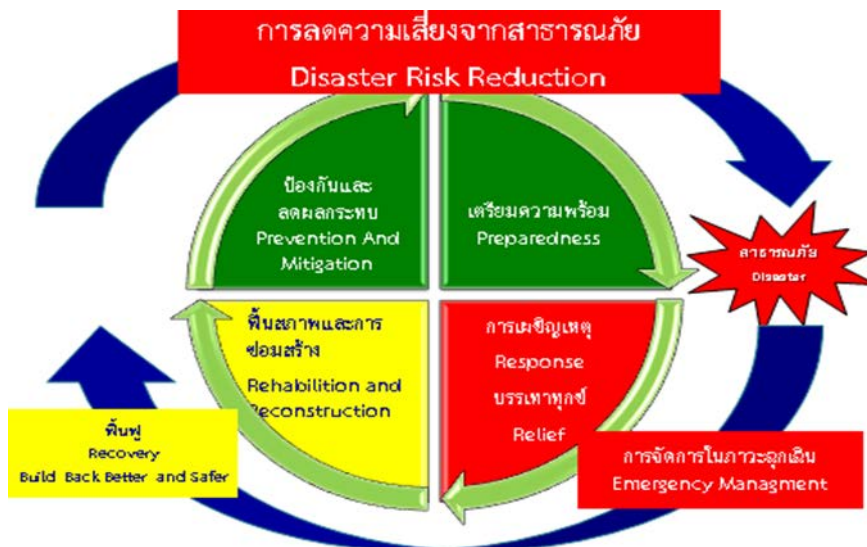 การลดความเสี่ยงจากสาธารณภัย
Disaster Risk Reduction
ป้องกันและ
ลดผลกระทบ
Prevention And
Mitigation
เตรียมความพร้อม
Preparedness
สาธารณภัย
Disaster
ฟื้นสภาพและการ
ซ่อมสร้าง
Rehabilition and
Reconstruction
การเผชิญเหตุ
Response
บรรเทาทุกข์
Relief
ฟื้นฟู
Recovery
Build Back Better and Safer
การจัดการในภาวะฉุกเฉิน
Emergency Managment